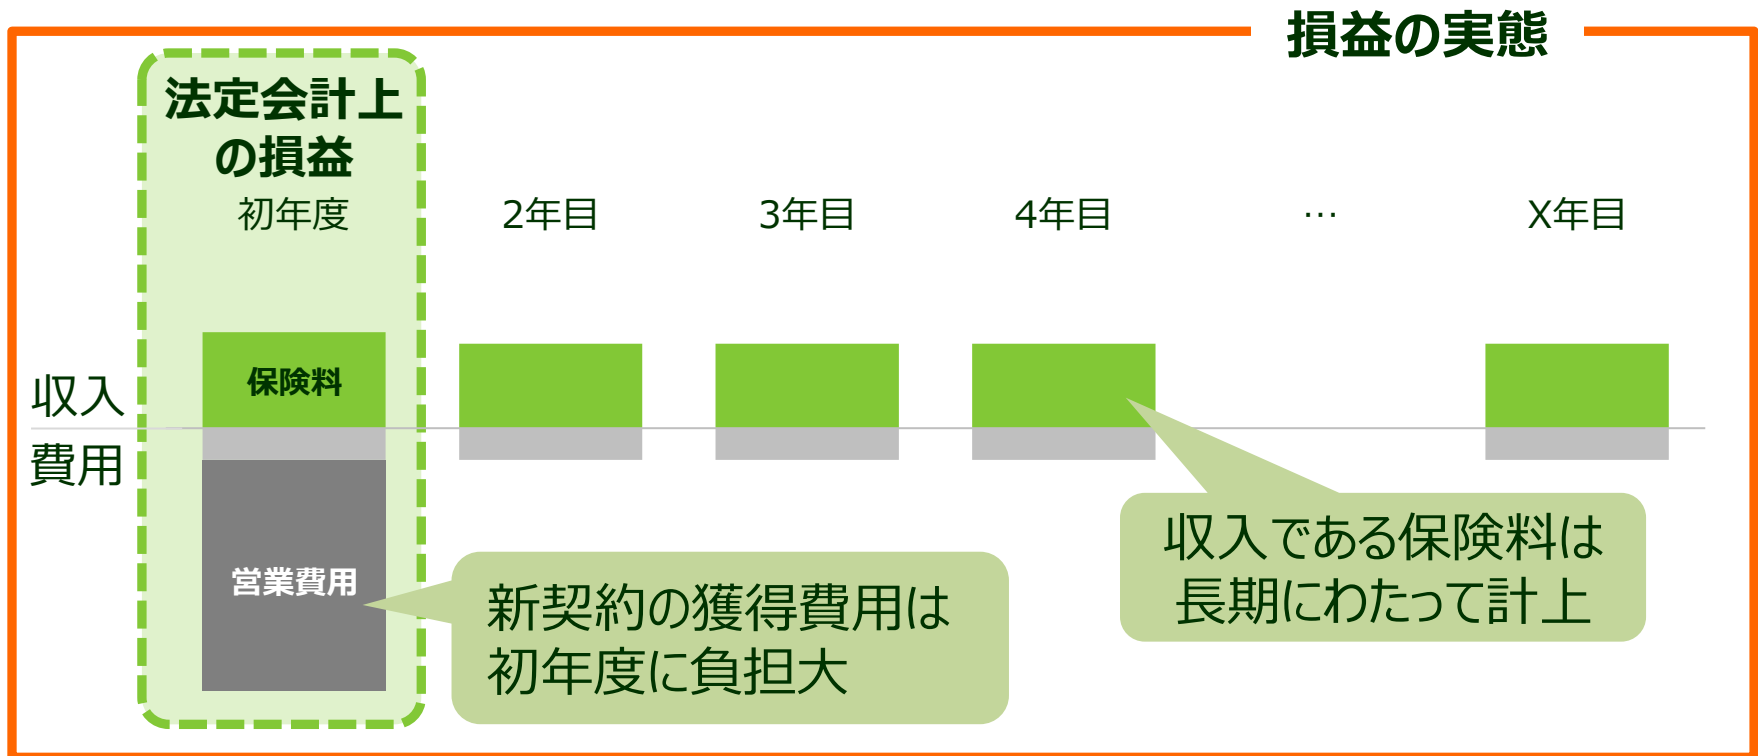 損益の実態
法定会計上
の損益
初年度
2年目
3年目
4年目
…
X年目
保険料
収入
費用
営業費用
新契約の獲得費用は
初年度に負担大
収入である保険料は
長期にわたって計上